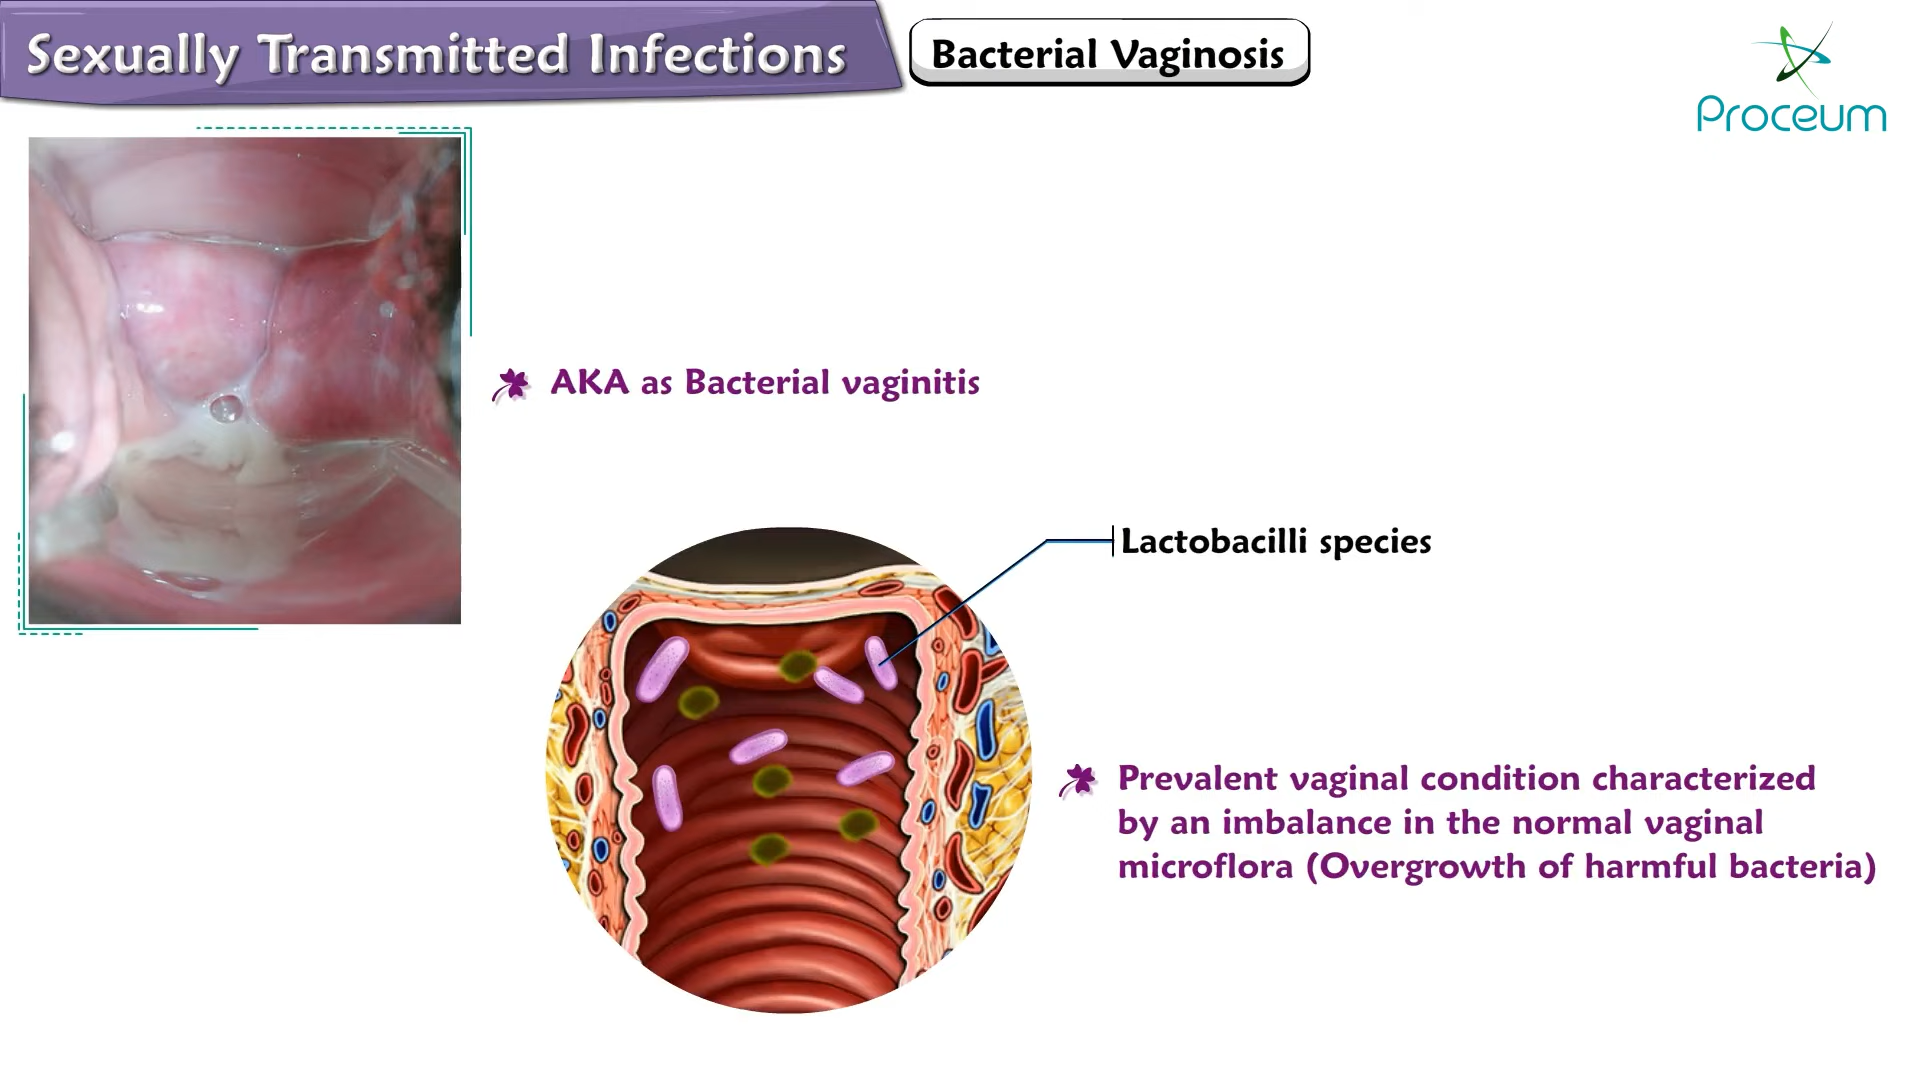 Sexually Transmitted Infections
Bacterial Vaginosis
Proceum
AKA as Bacterial vaginitis
Lactobacilli species
Prevalent vaginal condition characterized
by an imbalance in the normal vaginal
microflora (Overgrowth of harmful bacteria)